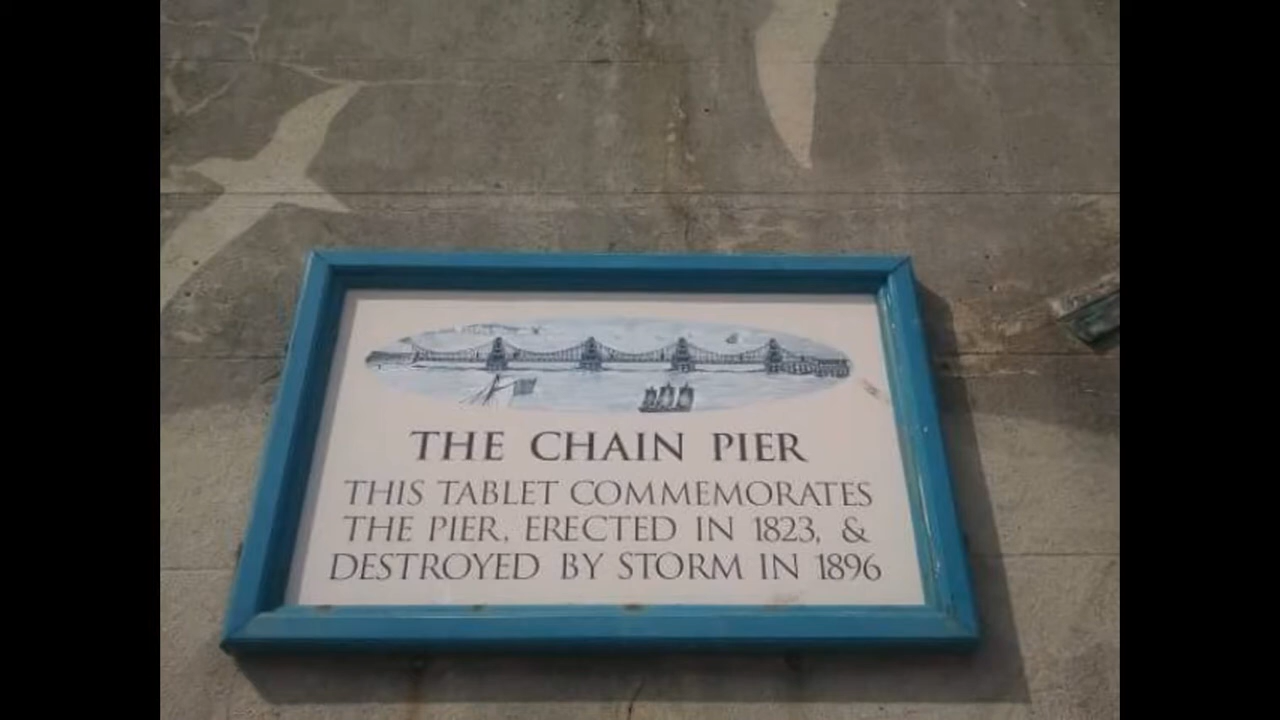 THE CHAIN PIER
THIS TABLET COMMEMORATES
THE PIER, ERECTED IN 1823, &
DESTROYED BY STORM IN 1896